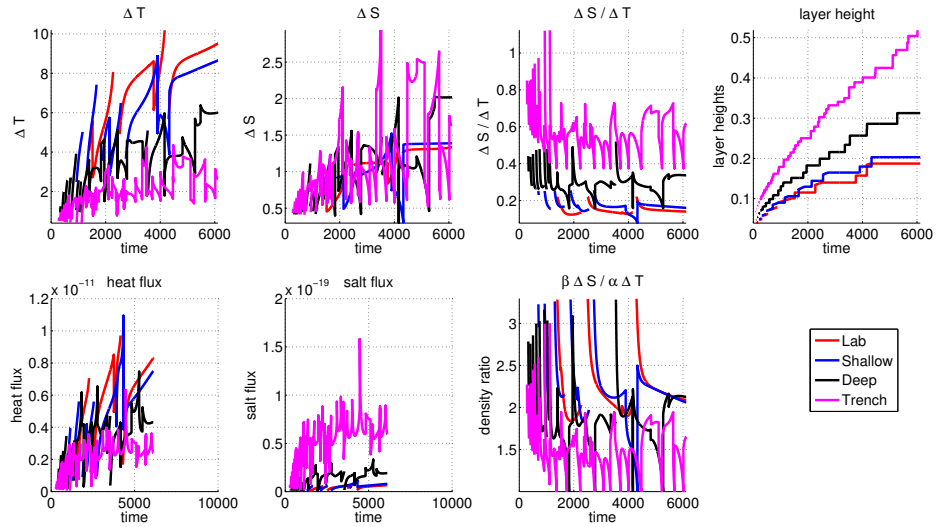 Δ T
Δ T
10
8
6
4
2
0 2000 4000 6000
time
Δ S
Δ S
2.5
2
1.5
1
0.5
0 2000 4000 6000
time
Δ S / Δ T
Δ S / Δ T
1
0.8
0.6
0.4
0.2
0 2000 4000 6000
time
layer height
layer heights
0.5
0.4
0.3
0.2
0.1
0 2000 4000 6000
time
heat flux
x 10⁻¹¹
heat flux
1.2
1
0.8
0.6
0.4
0.2
0
0 5000 10000
time
salt flux
x 10⁻¹⁹
salt flux
2
1.5
1
0.5
0
0 5000 10000
time
β Δ S / α Δ T
density ratio
3
2.5
2
1.5
0 2000 4000 6000
time
Lab
Shallow
Deep
Trench